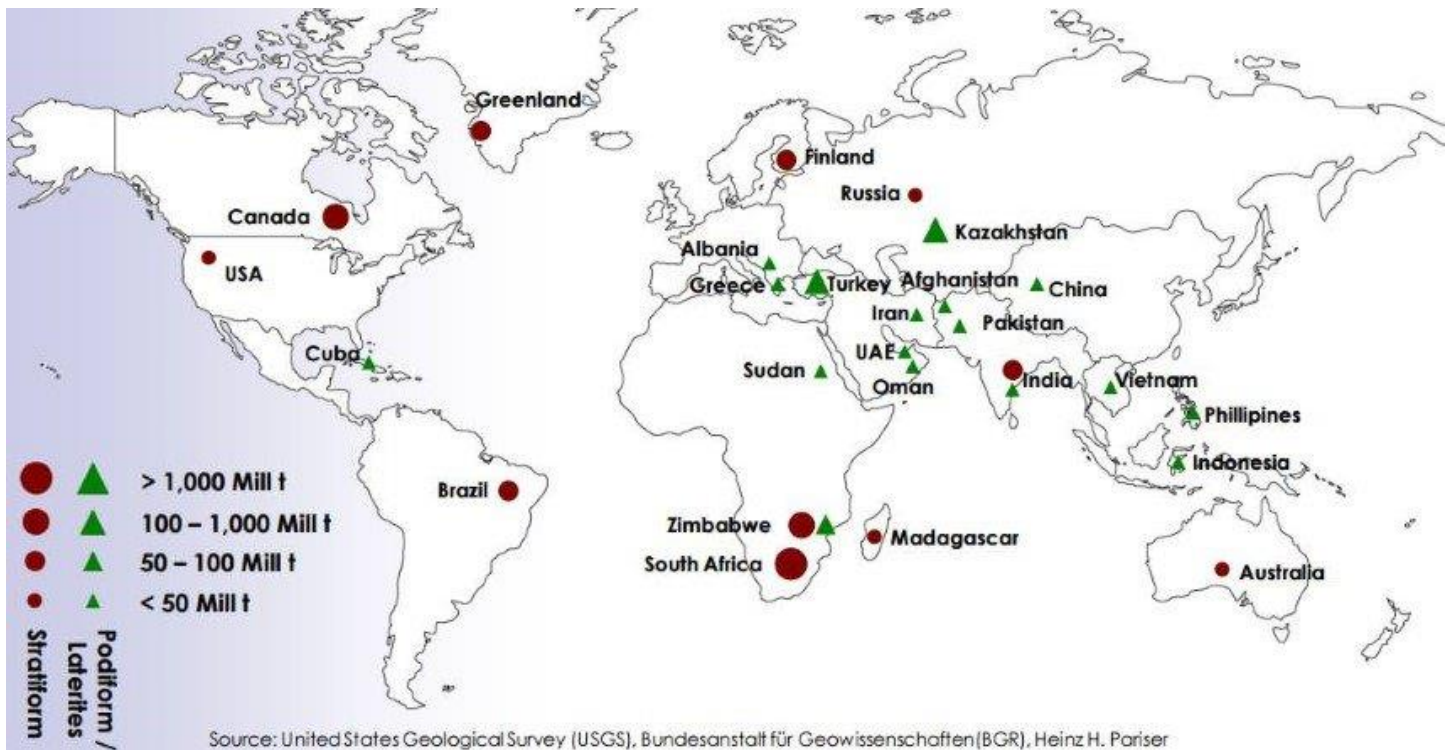 Greenland
Finland
Russia
Canada
Kazakhstan
USA
Albania
Greece
Turkey
Afghanistan
China
Iran
Pakistan
Cuba
UAE
Sudan
Oman
India
Vietnam
Phillipines
Indonesia
Brazil
Zimbabwe
Madagascar
South Africa
Australia
> 1,000 Mill t
100 – 1,000 Mill t
50 – 100 Mill t
< 50 Mill t
Stratiform
Podiform /
Laterites
Source: United States Geological Survey (USGS), Bundesanstalt für Geowissenschaften(BGR), Heinz H. Pariser